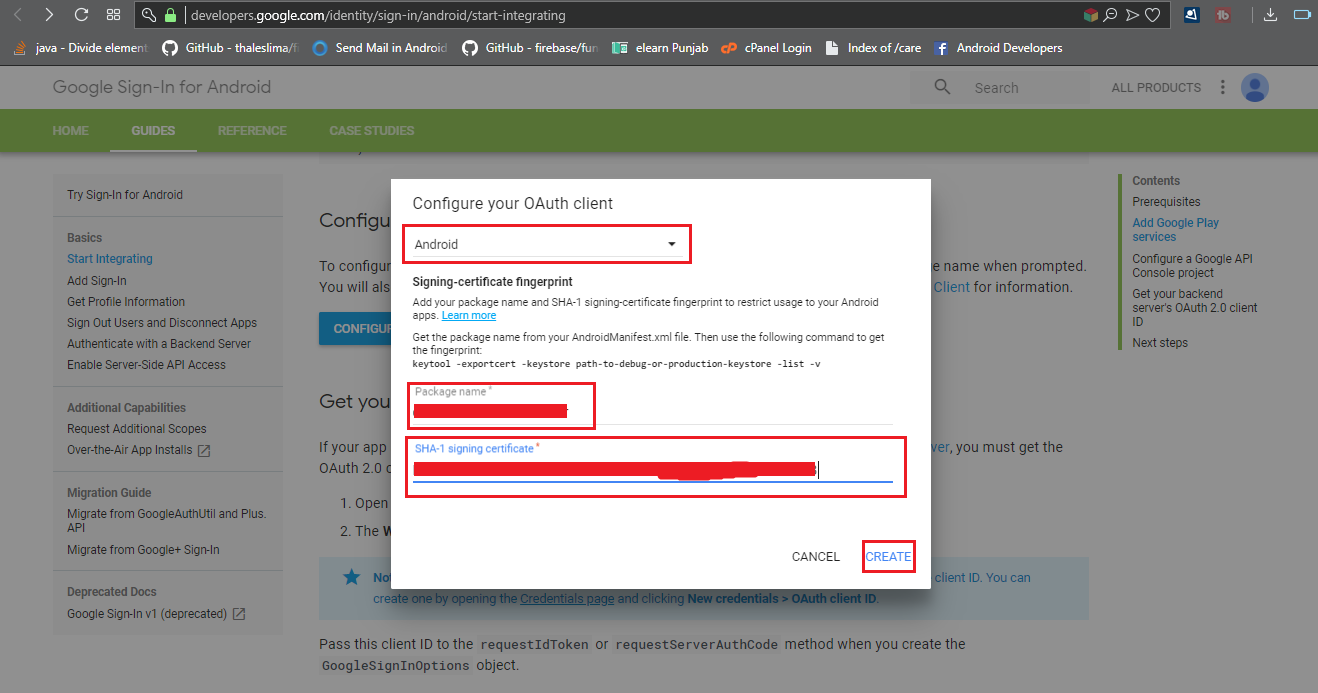 developers.google.com/identity/sign-in/android/start-integrating
java - Divide element
GitHub - thaleslima/fi
Send Mail in Android
GitHub - firebase/fun
elearn Punjab
cPanel Login
Index of /care
Android Developers
Google Sign-In for Android
Search
ALL PRODUCTS
HOME
GUIDES
REFERENCE
CASE STUDIES
Try Sign-In for Android
Basics
Start Integrating
Add Sign-In
Get Profile Information
Sign Out Users and Disconnect Apps
Authenticate with a Backend Server
Enable Server-Side API Access
Additional Capabilities
Request Additional Scopes
Over-the-Air App Installs
Migration Guide
Migrate from GoogleAuthUtil and Plus.
API
Migrate from Google+ Sign-In
Deprecated Docs
Google Sign-In v1 (deprecated)
Configu
To configur
e name when prompted.
You will als
Client for information.
CONFIGUR
Get you
If your app
ver, you must get the
OAuth 2.0 c
1. Open
2. The W
Configure your OAuth client
Android
Signing-certificate fingerprint
Add your package name and SHA-1 signing-certificate fingerprint to restrict usage to your Android
apps. Learn more
Get the package name from your AndroidManifest.xml file. Then use the following command to get
the fingerprint:
keytool -exportcert -keystore path-to-debug-or-production-keystore -list -v
Package name *
SHA-1 signing certificate *
CANCEL
CREATE
Not
client ID. You can
create one by opening the Credentials page and clicking New credentials > OAuth client ID.
Pass this client ID to the requestIdToken or requestServerAuthCode method when you create the
GoogleSignInOptions object.
Contents
Prerequisites
Add Google Play
services
Configure a Google API
Console project
Get your backend
server's OAuth 2.0 client
ID
Next steps